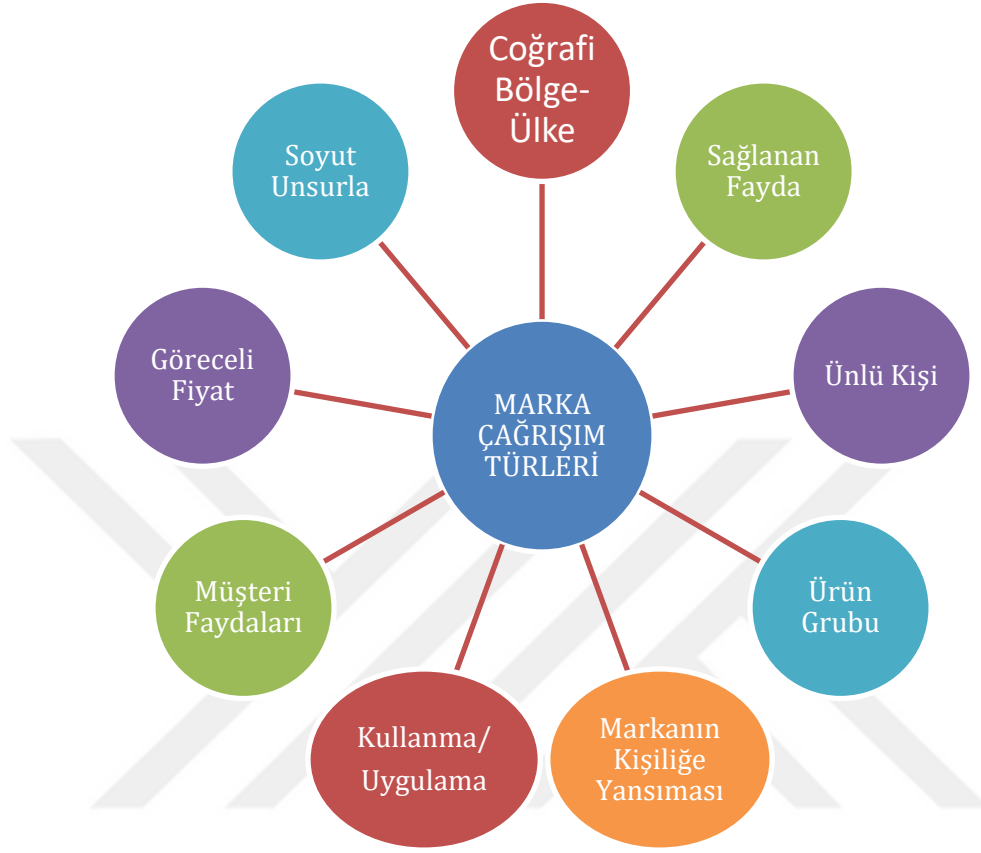 Coğrafi
Bölge-
Ülke
Sağlanan
Fayda
Ünlü Kişi
Ürün
Grubu
Markanın
Kişiliğe
Yansıması
Kullanma/
Uygulama
Müşteri
Faydaları
Göreceli
Fiyat
Soyut
Unsurla
MARKA
ÇAĞRIŞIM
TÜRLERİ